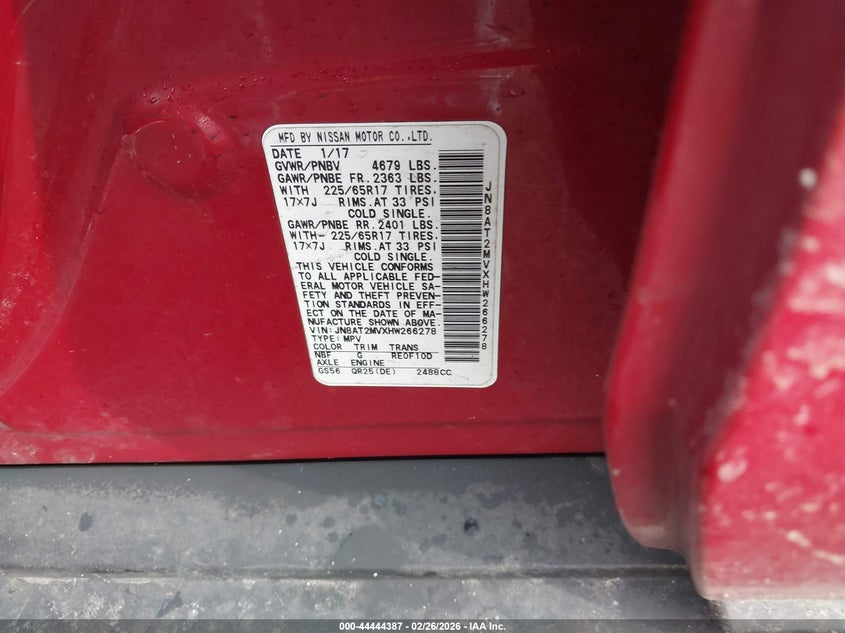 MFD BY NISSAN MOTOR CO.,LTD.
DATE 1/17
GVWR/PNBV 4679 LBS.
GAWR/PNBE FR. 2363 LBS.
WITH 225/65R17 TIRES.
17×7J RIMS.AT 33 PSI
COLD SINGLE.
GAWR/PNBE RR. 2401 LBS.
WITH- 225/65R17 TIRES.
17×7J RIMS.AT 33 PSI
COLD SINGLE.
THIS VEHICLE CONFORMS
TO ALL APPLICABLE FED-
ERAL MOTOR VEHICLE SA-
FETY AND THEFT PREVEN-
TION STANDARDS IN EFF-
ECT ON THE DATE OF MA-
NUFACTURE SHOWN ABOVE.
VIN: JN8AT2MVXHW266278
TYPE: MPV
COLOR TRIM TRANS
NBF G RE0F10D
AXLE ENGINE
GS56 QR25(DE) 2488CC
JN8AT2MVXHW266278
000-44444387 - 02/26/2026 - IAA Inc.